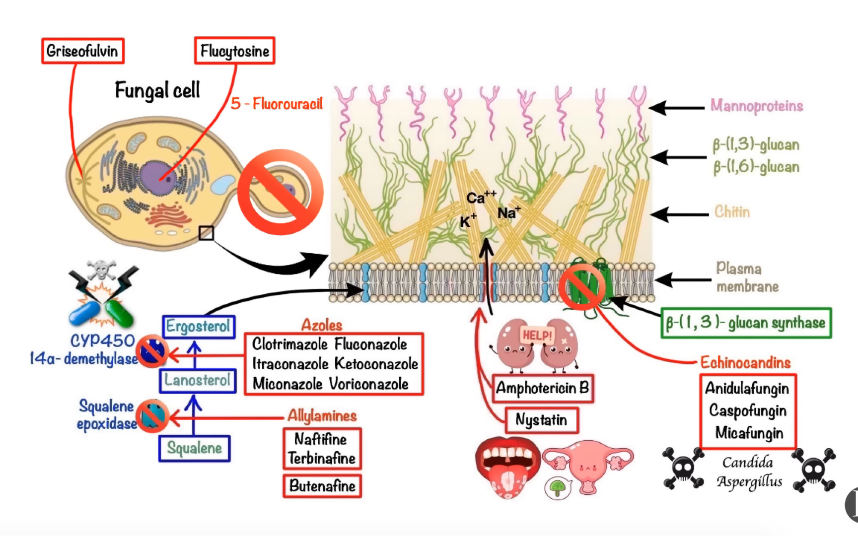 Griseofulvin
Flucytosine
Fungal cell
5 - Fluorouracil
Mannoproteins
β-(1,3)-glucan
β-(1,6)-glucan
Ca++
K+
Na+
Chitin
Plasma
membrane
β-(1,3)- glucan synthase
Ergosterol
CYP450
14α- demethylase
Lanosterol
Squalene
epoxidase
Squalene
Azoles
Clotrimazole Fluconazole
Itraconazole Ketoconazole
Miconazole Voriconazole
Allylamines
Naftifine
Terbinafine
Butenafine
HELP!
Amphotericin B
Nystatin
Echinocandins
Anidulafungin
Caspofungin
Micafungin
Candida
Aspergillus